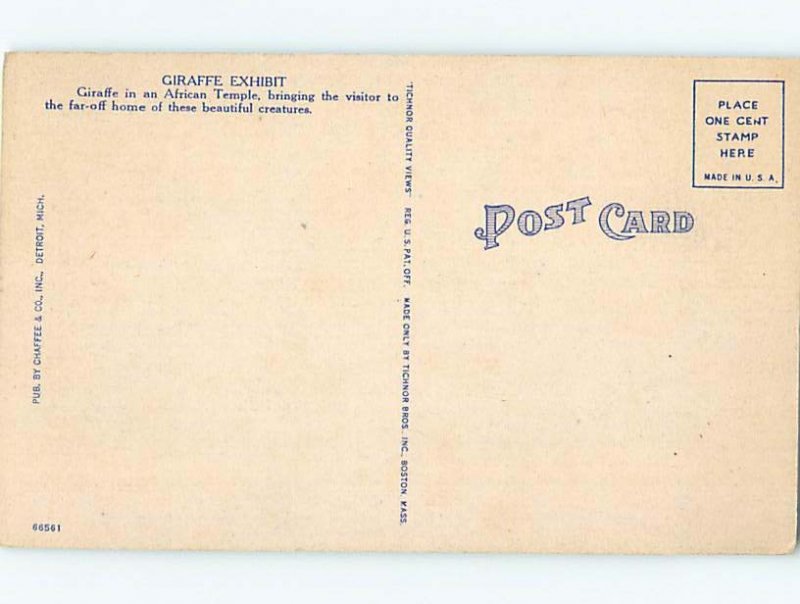 GIRAFFE EXHIBIT
Giraffe in an African Temple, bringing the visitor to
the far-off home of these beautiful creatures.
PUB. BY CHAFFEE & CO., INC., DETROIT, MICH.
66561
"TICHNOR QUALITY VIEWS" REG. U. S. PAT. OFF. MADE ONLY BY TICHNOR BROS. INC., BOSTON, MASS.
POST CARD
PLACE
ONE CENT
STAMP
HERE
MADE IN U. S. A.